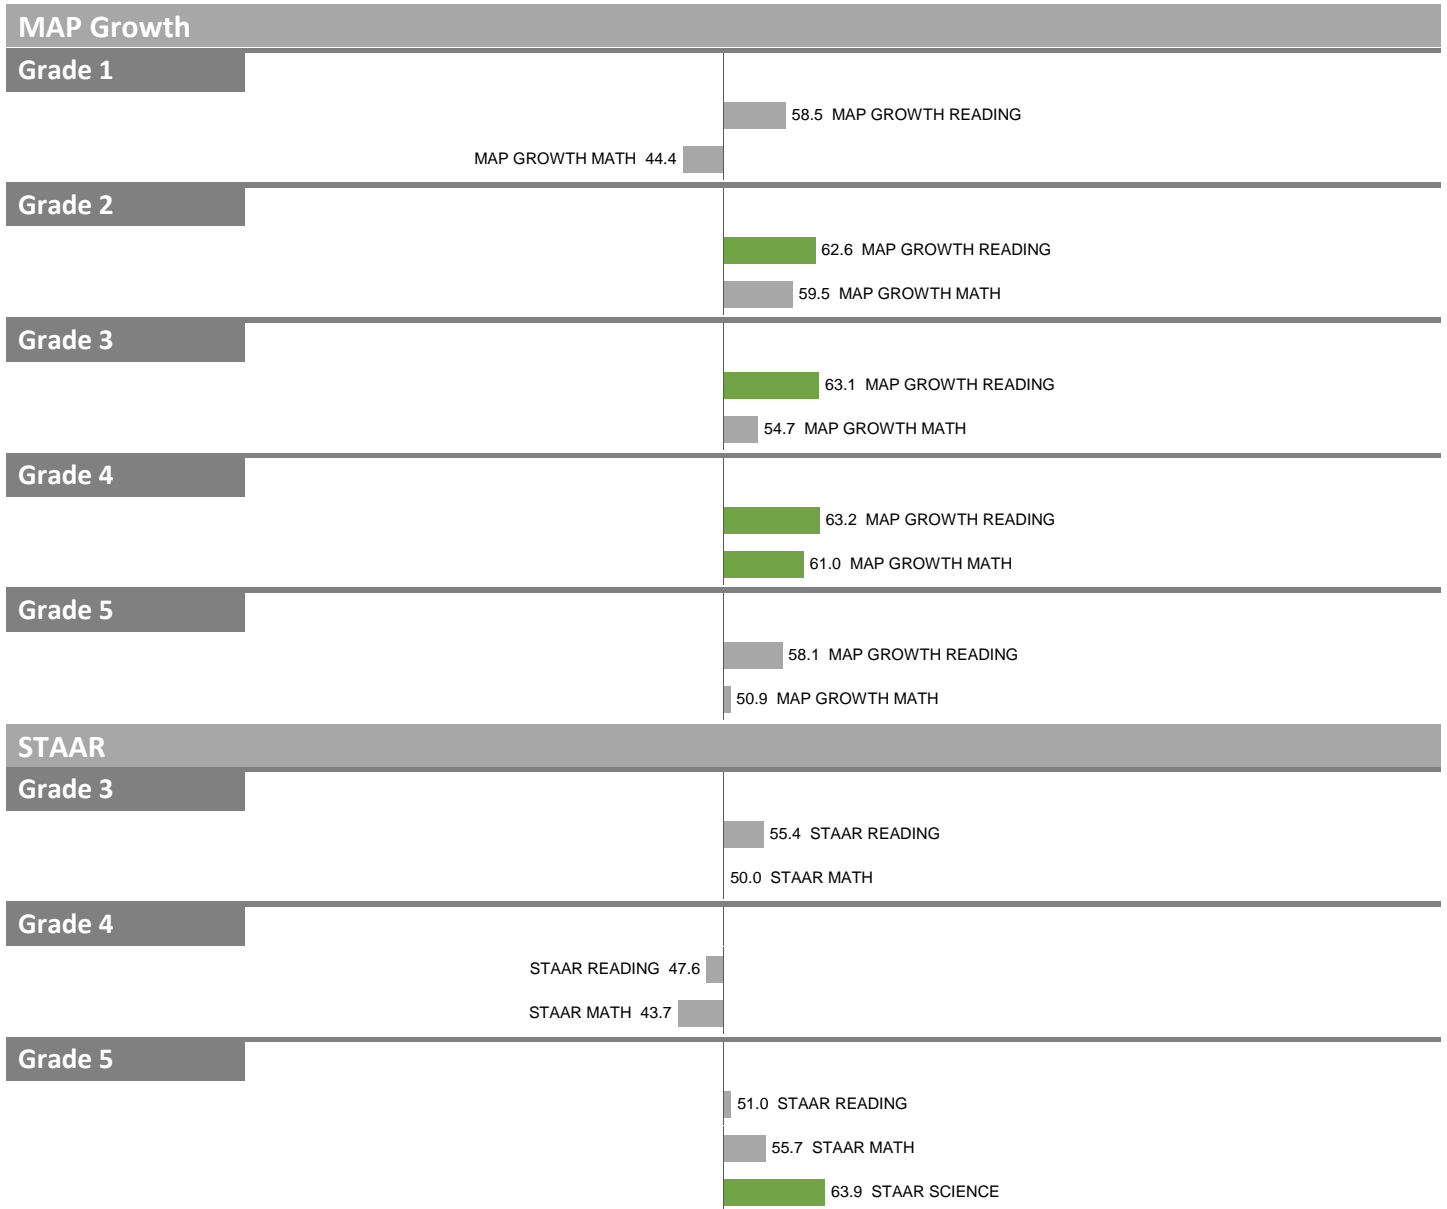 MAP Growth
Grade 1
58.5 MAP GROWTH READING
MAP GROWTH MATH 44.4
Grade 2
62.6 MAP GROWTH READING
59.5 MAP GROWTH MATH
Grade 3
63.1 MAP GROWTH READING
54.7 MAP GROWTH MATH
Grade 4
63.2 MAP GROWTH READING
61.0 MAP GROWTH MATH
Grade 5
58.1 MAP GROWTH READING
50.9 MAP GROWTH MATH
STAAR
Grade 3
55.4 STAAR READING
50.0 STAAR MATH
Grade 4
STAAR READING 47.6
STAAR MATH 43.7
Grade 5
51.0 STAAR READING
55.7 STAAR MATH
63.9 STAAR SCIENCE